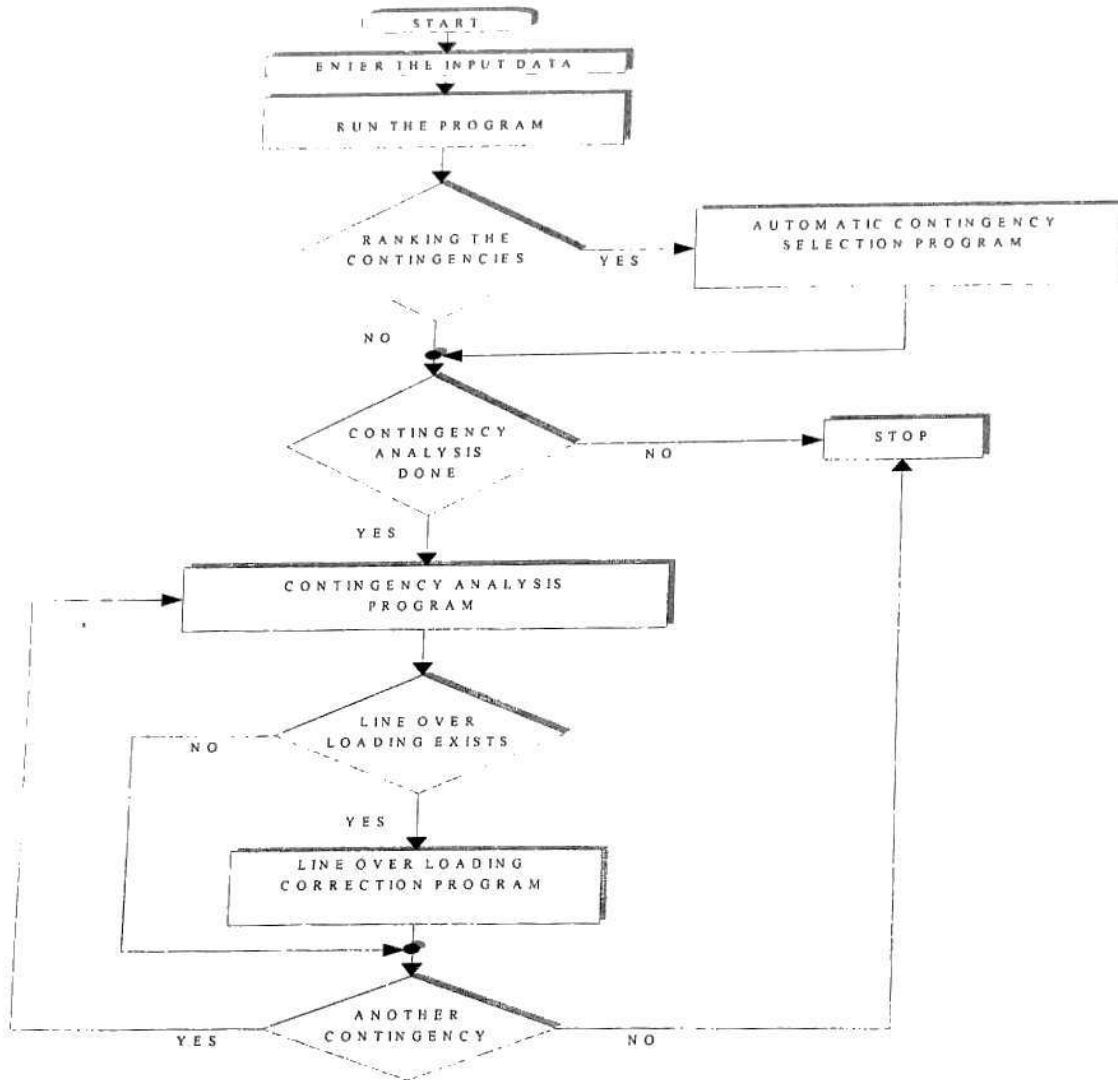 START
ENTER THE INPUT DATA
RUN THE PROGRAM
RANKING THE
CONTINGENCIES
YES
AUTOMATIC CONTINGENCY
SELECTION PROGRAM
NO
CONTINGENCY
ANALYSIS
DONE
NO
STOP
YES
CONTINGENCY ANALYSIS
PROGRAM
LINE OVER
LOADING EXISTS
NO
YES
LINE OVER LOADING
CORRECTION PROGRAM
ANOTHER
CONTINGENCY
YES
NO